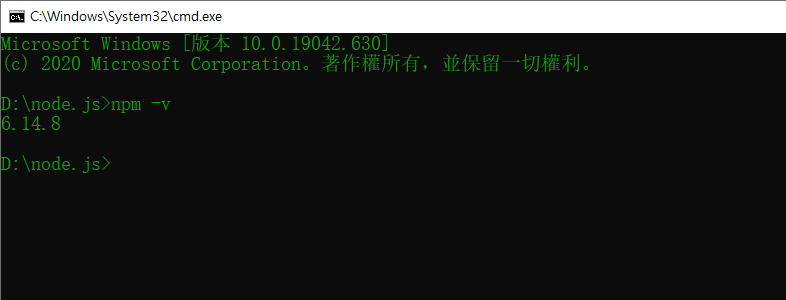 C:\Windows\System32\cmd.exe
Microsoft Windows [版本 10.0.19042.630]
(c) 2020 Microsoft Corporation。著作權所有，並保留一切權利。
D:\node.js>npm -v
6.14.8
D:\node.js>